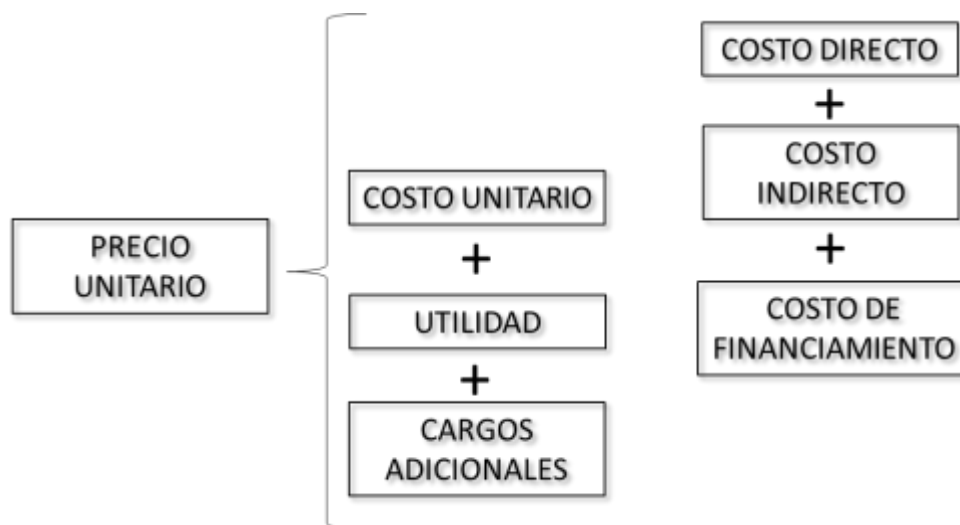 PRECIO
UNITARIO
COSTO UNITARIO
+
UTILIDAD
+
CARGOS
ADICIONALES
COSTO DIRECTO
+
COSTO
INDIRECTO
+
COSTO DE
FINANCIAMIENTO